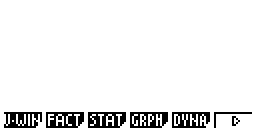 V·WIN FACT STAT GRPH DYNA ▷